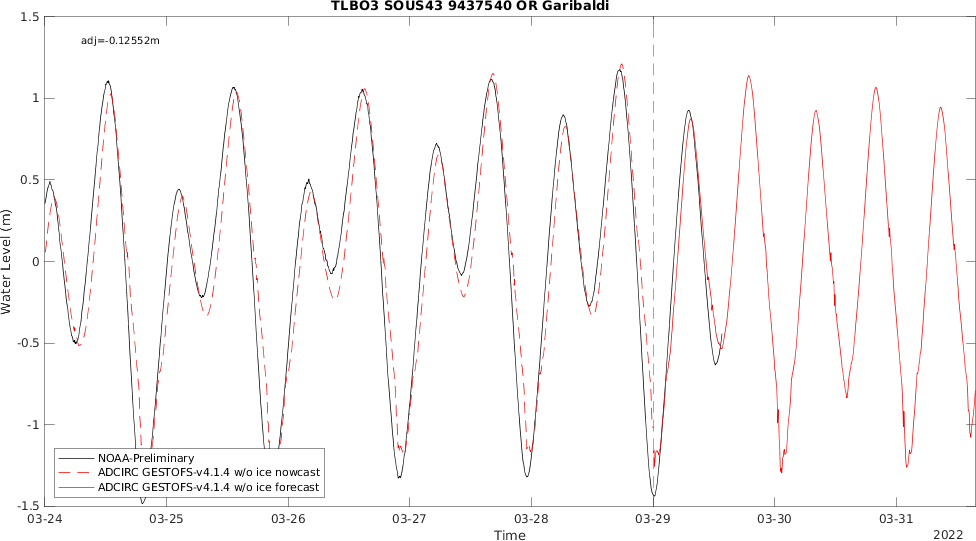 TLBO3 SOUS43 9437540 OR Garibaldi
adj=-0.12552m
1.5
1
0.5
0
-0.5
-1
-1.5
Water Level (m)
NOAA-Preliminary
ADCIRC GESTOFS-v4.1.4 w/o ice nowcast
ADCIRC GESTOFS-v4.1.4 w/o ice forecast
03-24 03-25 03-26 03-27 03-28 03-29 03-30 03-31
Time
2022